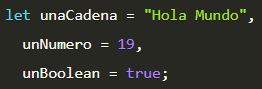 let unaCadena = "Hola Mundo",
unNumero = 19,
unBoolean = true;